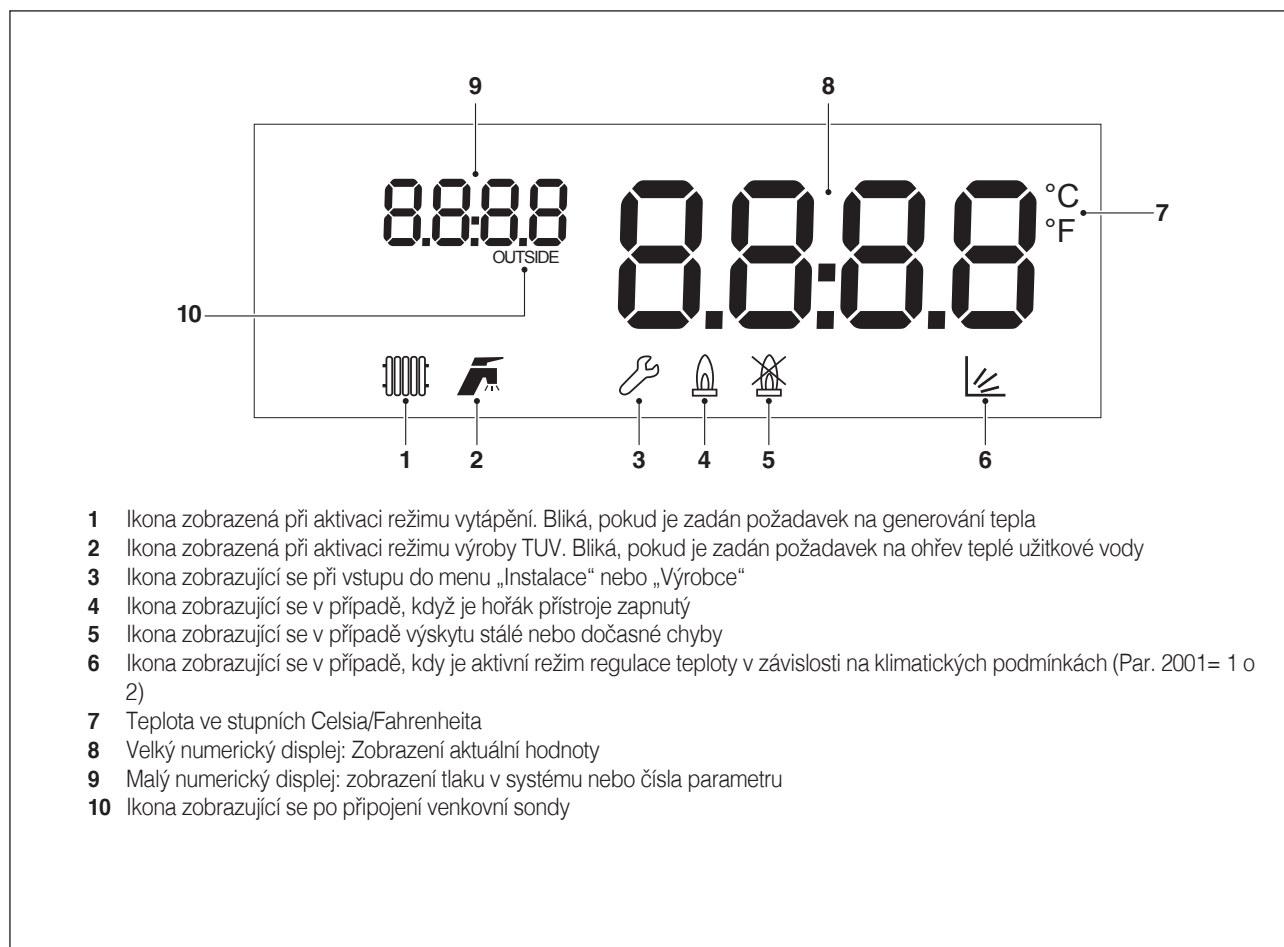 9 8
8.8:8.8 8.8:8.8 °C
°F
7
OUTSIDE
10
1 2 3 4 5 6
1 Ikona zobrazená při aktivaci režimu vytápění. Bliká, pokud je zadán požadavek na generování tepla
2 Ikona zobrazená při aktivaci režimu výroby TUV. Bliká, pokud je zadán požadavek na ohřev teplé užitkové vody
3 Ikona zobrazující se při vstupu do menu „Instalace“ nebo „Výrobce“
4 Ikona zobrazující se v případě, když je hořák přístroje zapnutý
5 Ikona zobrazující se v případě výskytu stálé nebo dočasné chyby
6 Ikona zobrazující se v případě, kdy je aktivní režim regulace teploty v závislosti na klimatických podmínkách (Par. 2001= 1 o
2)
7 Teplota ve stupních Celsia/Fahrenheita
8 Velký numerický displej: Zobrazení aktuální hodnoty
9 Malý numerický displej: zobrazení tlaku v systému nebo čísla parametru
10 Ikona zobrazující se po připojení venkovní sondy